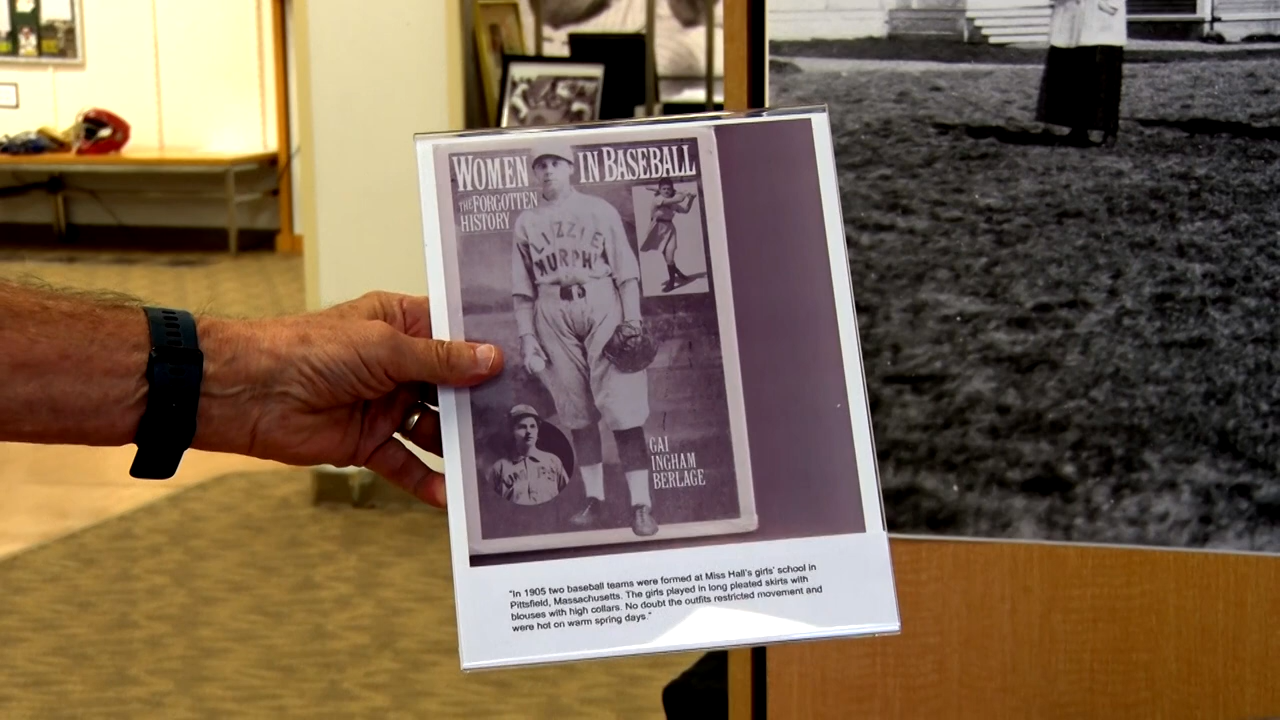 WOMEN IN BASEBALL
THE FORGOTTEN
HISTORY
LIZZIE
MURPHY
GAI
INGHAM
BERLAGE
"In 1905 two baseball teams were formed at Miss Hall's girls' school in
Pittsfield, Massachusetts. The girls played in long pleated skirts with
blouses with high collars. No doubt the outfits restricted movement and
were hot on warm spring days."